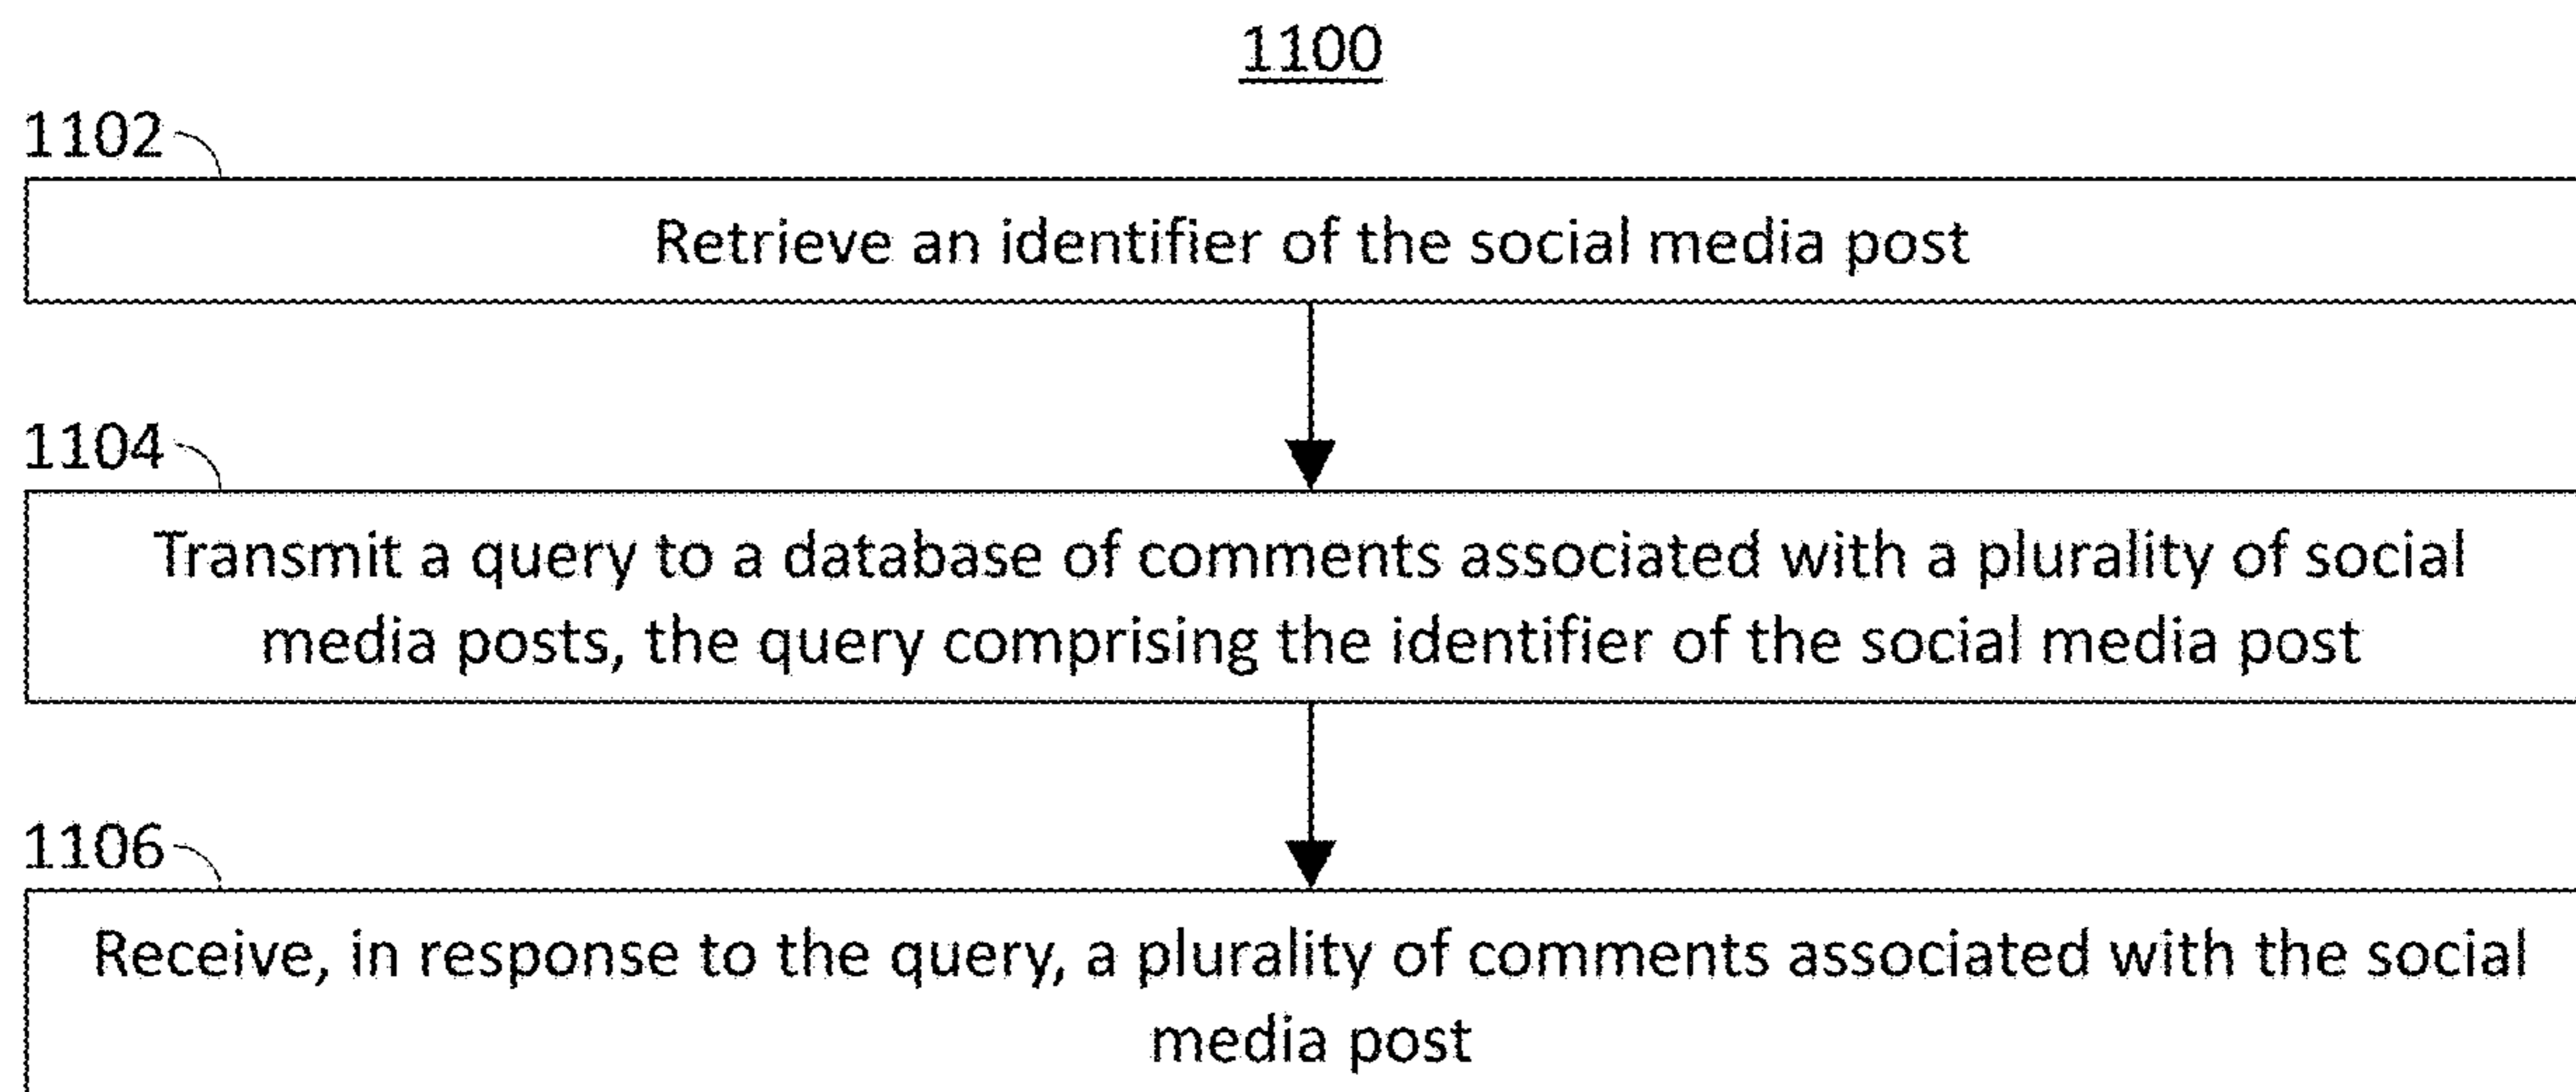 1100
1102
Retrieve an identifier of the social media post
1104
Transmit a query to a database of comments associated with a plurality of social
media posts, the query comprising the identifier of the social media post
1106
Receive, in response to the query, a plurality of comments associated with the social
media post